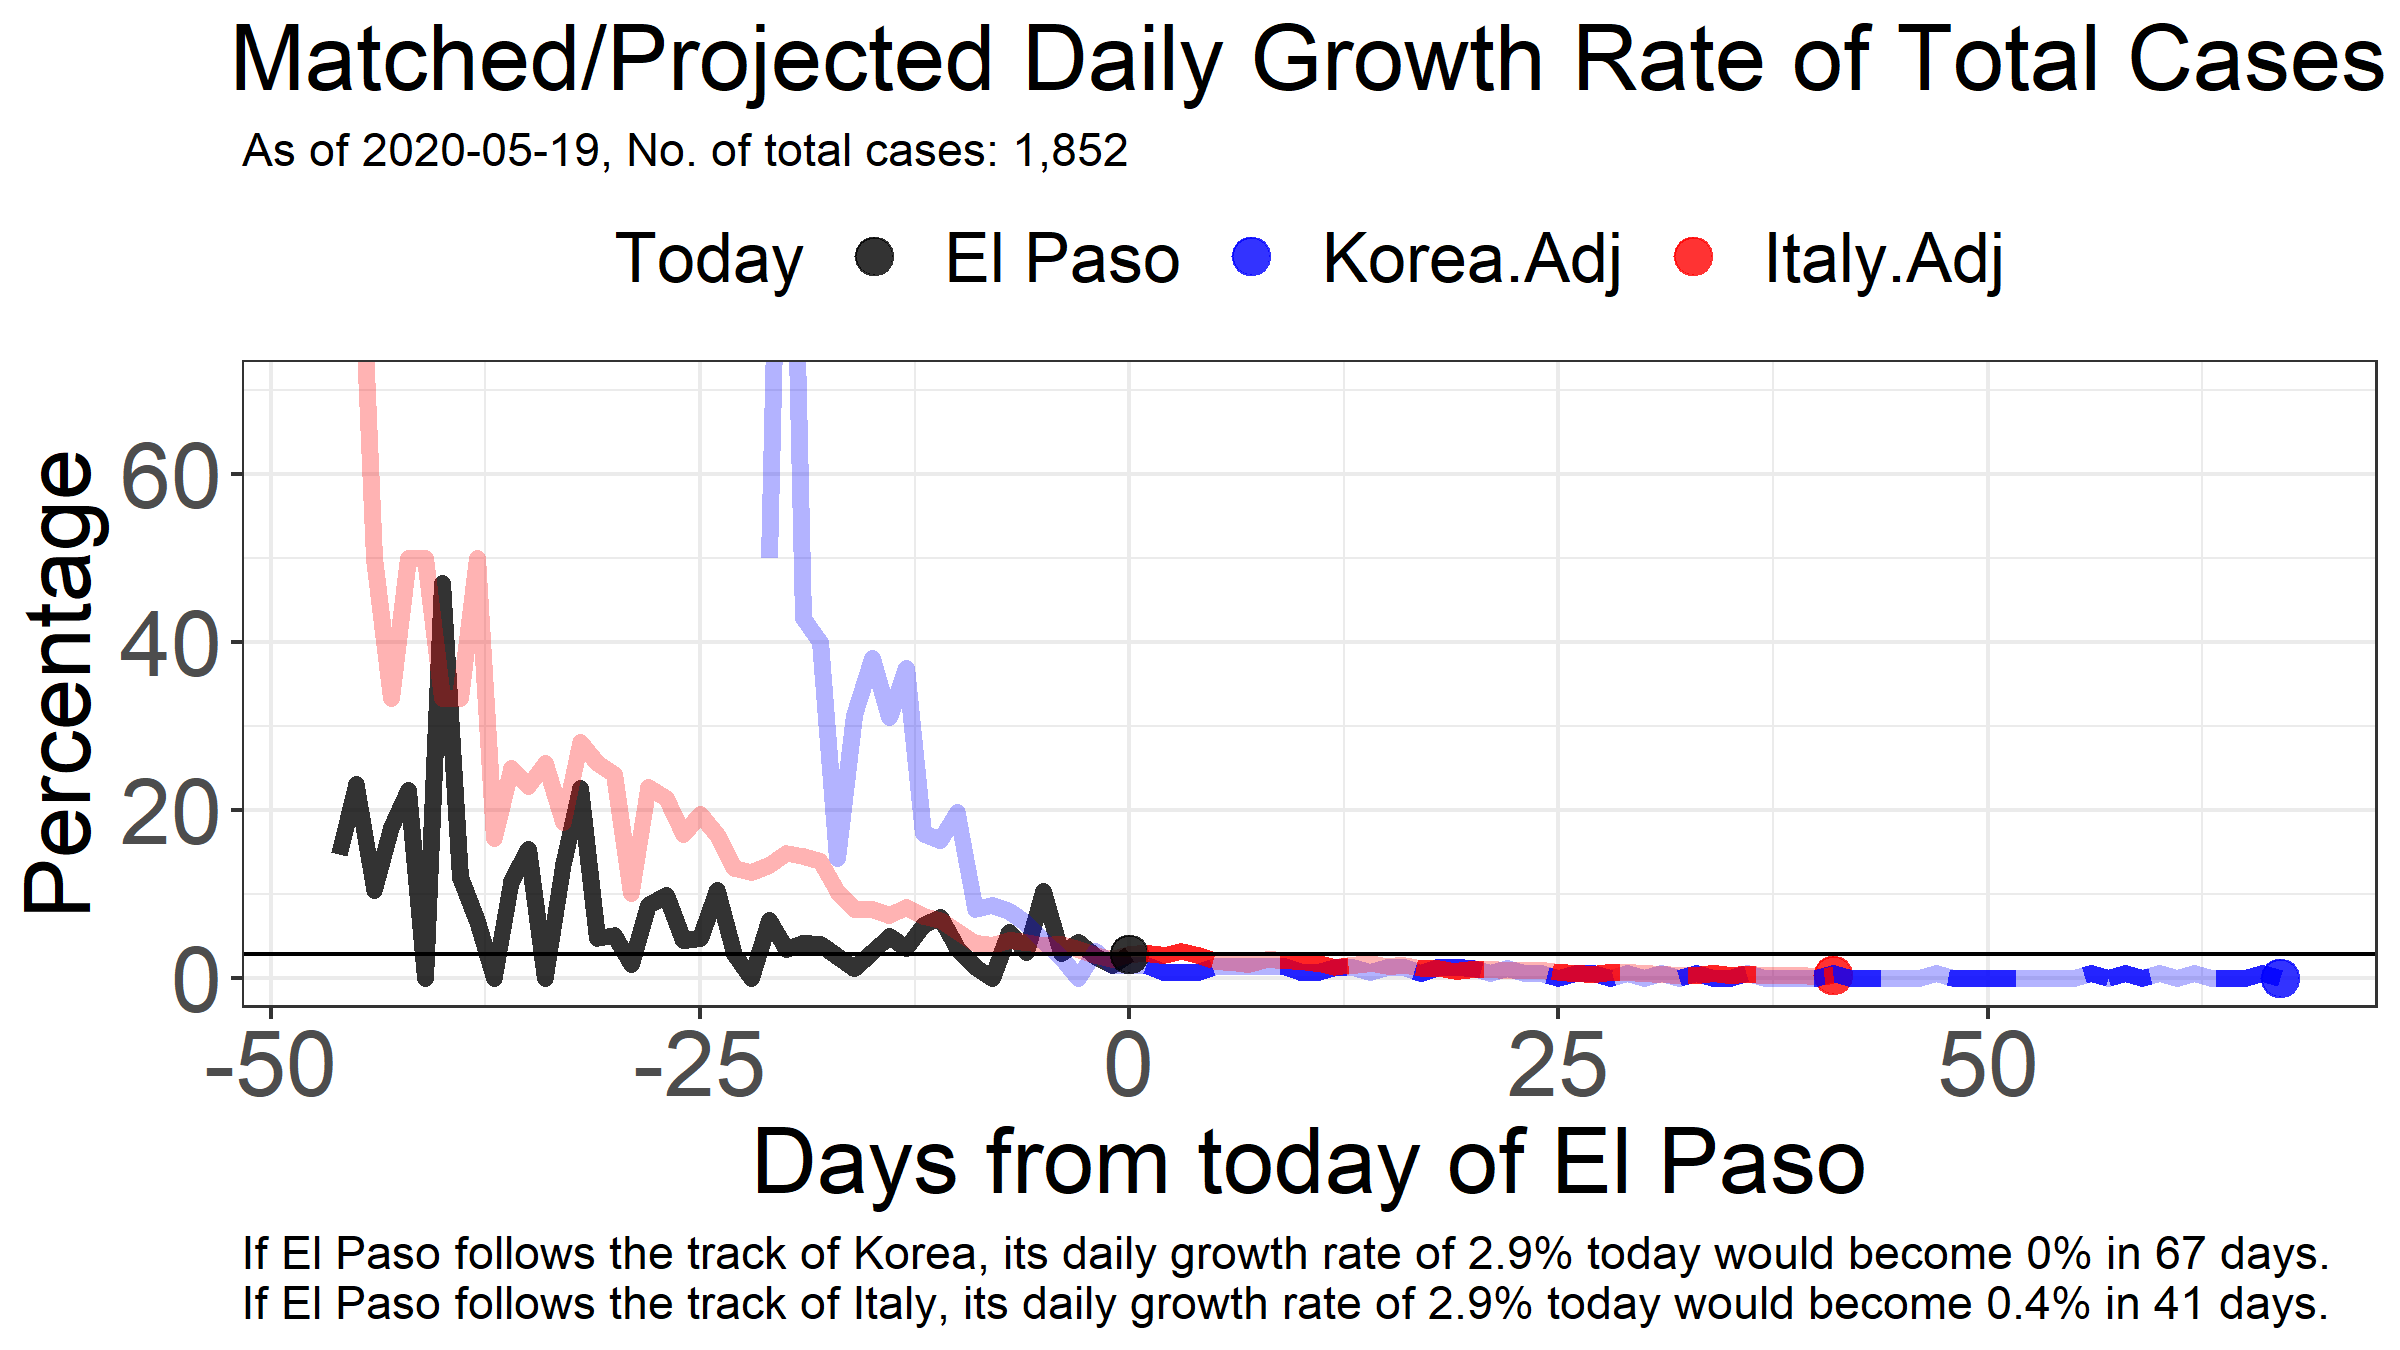 Matched/Projected Daily Growth Rate of Total Cases
As of 2020-05-19, No. of total cases: 1,852
Today El Paso Korea.Adj Italy.Adj
Percentage
60
40
20
0
-50 -25 0 25 50
Days from today of El Paso
If El Paso follows the track of Korea, its daily growth rate of 2.9% today would become 0% in 67 days.
If El Paso follows the track of Italy, its daily growth rate of 2.9% today would become 0.4% in 41 days.